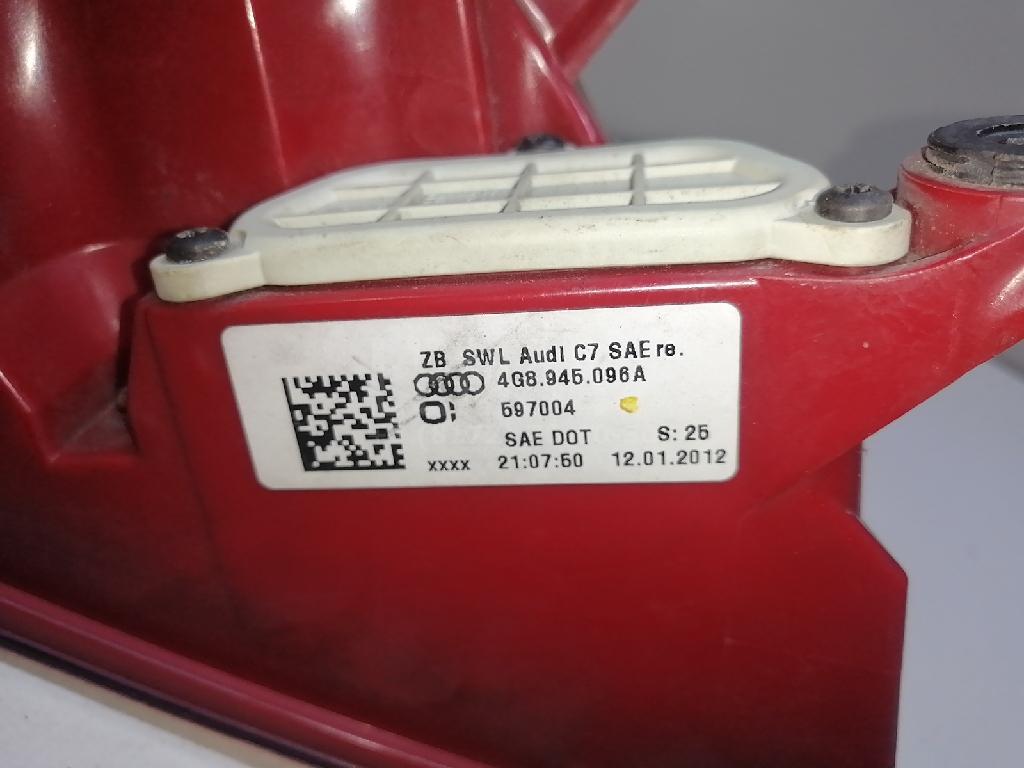 ZB SWL Audi C7 SAE re.
4G8.945.096A
597004
SAE DOT S: 25
xxxx 21:07:50 12.01.2012